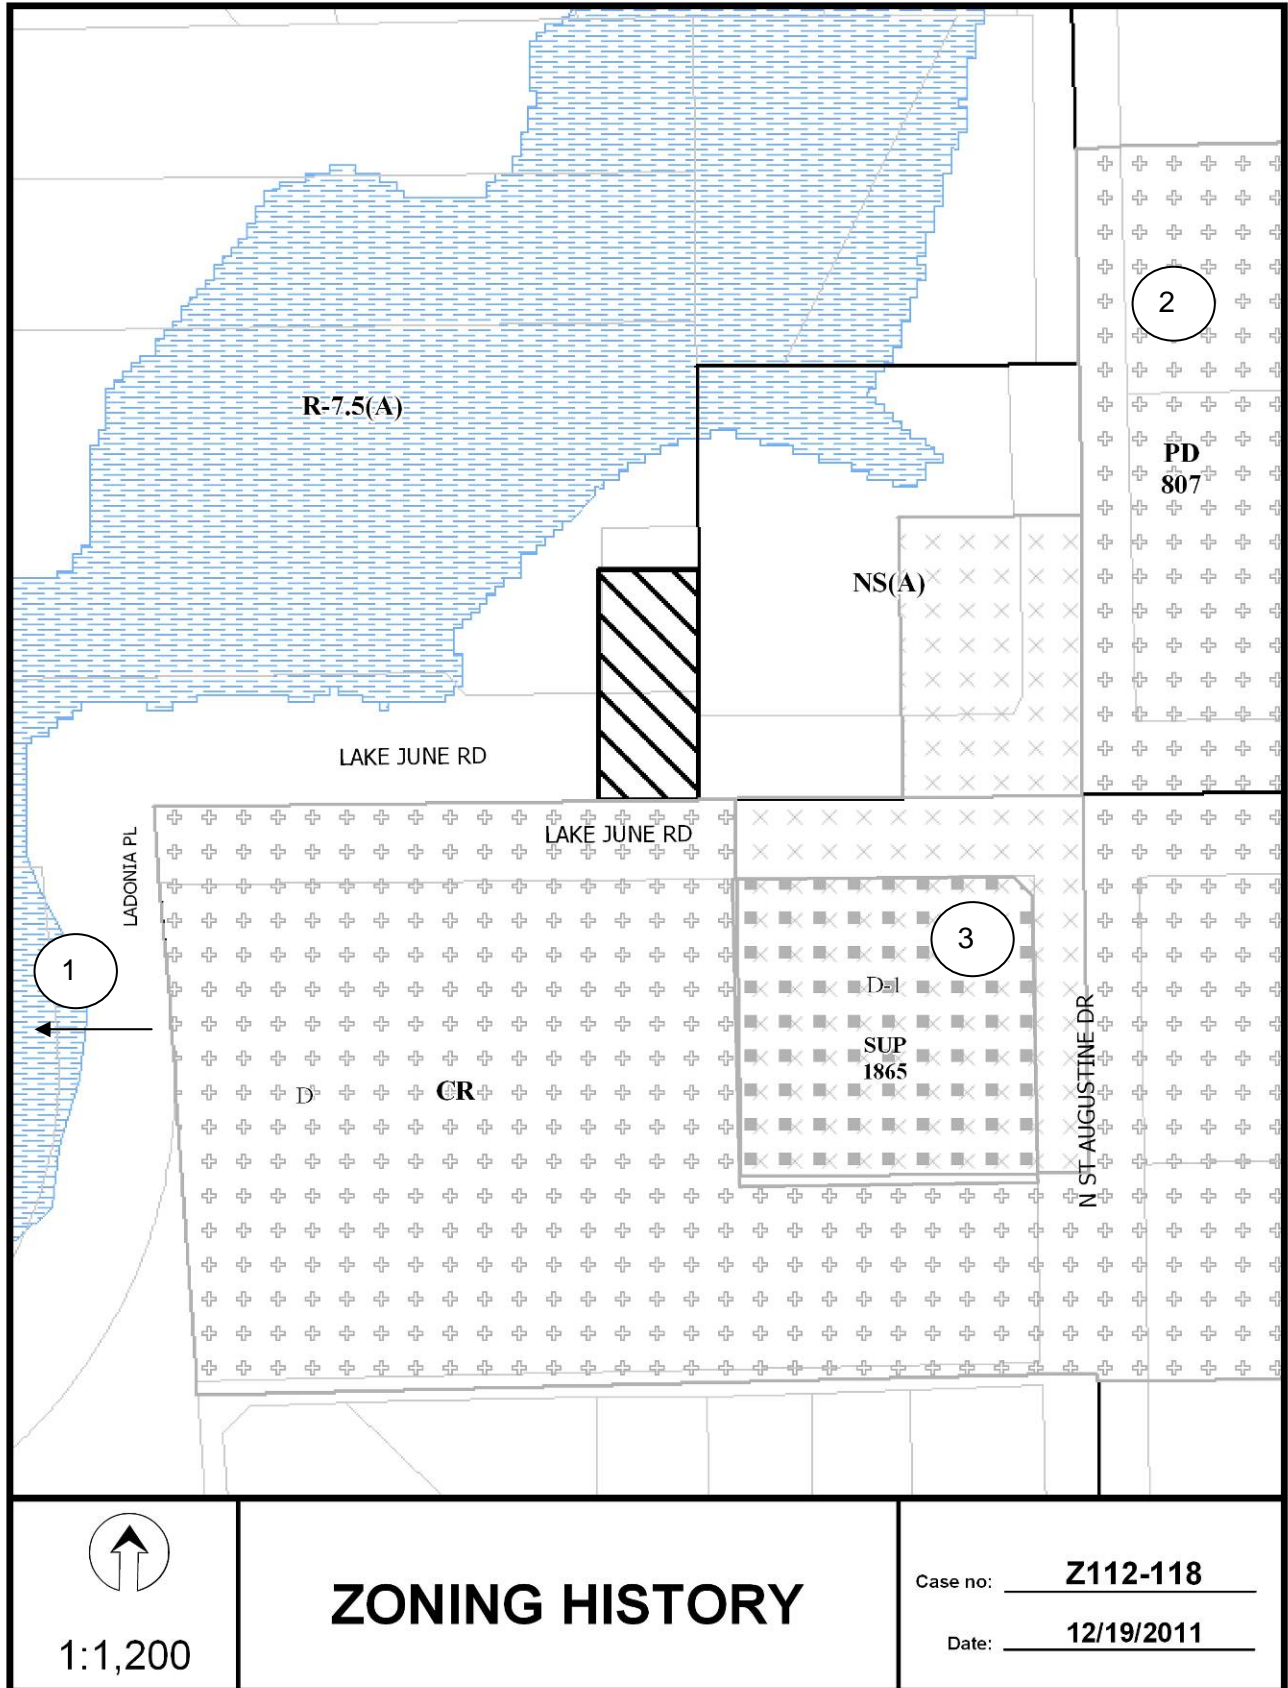 2
R-7.5(A)
PD
807
NS(A)
LAKE JUNE RD
LAKE JUNE RD
LADONIA PL
1
3
D-1
SUP
1865
D
CR
N ST AUGUSTINE DR
1:1,200
ZONING HISTORY
Case no: Z112-118
Date: 12/19/2011